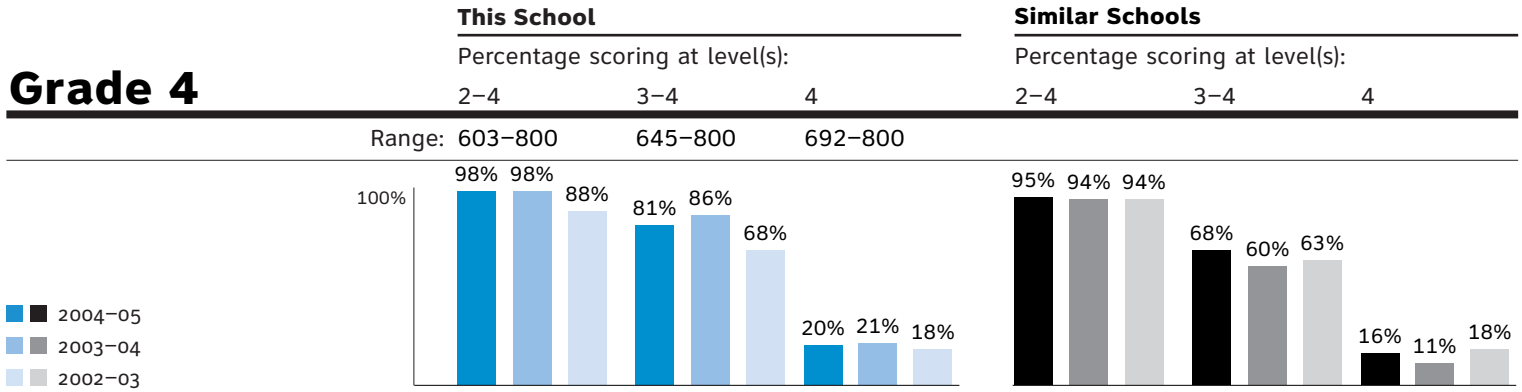 This School Similar Schools
Percentage scoring at level(s): Percentage scoring at level(s):
Grade 4 2–4 3–4 4 2–4 3–4 4
Range: 603–800 645–800 692–800
98% 98% 88% 81% 86% 68% 20% 21% 18% 95% 94% 94% 68% 60% 63% 16% 11% 18%
100%
2004–05
2003–04
2002–03